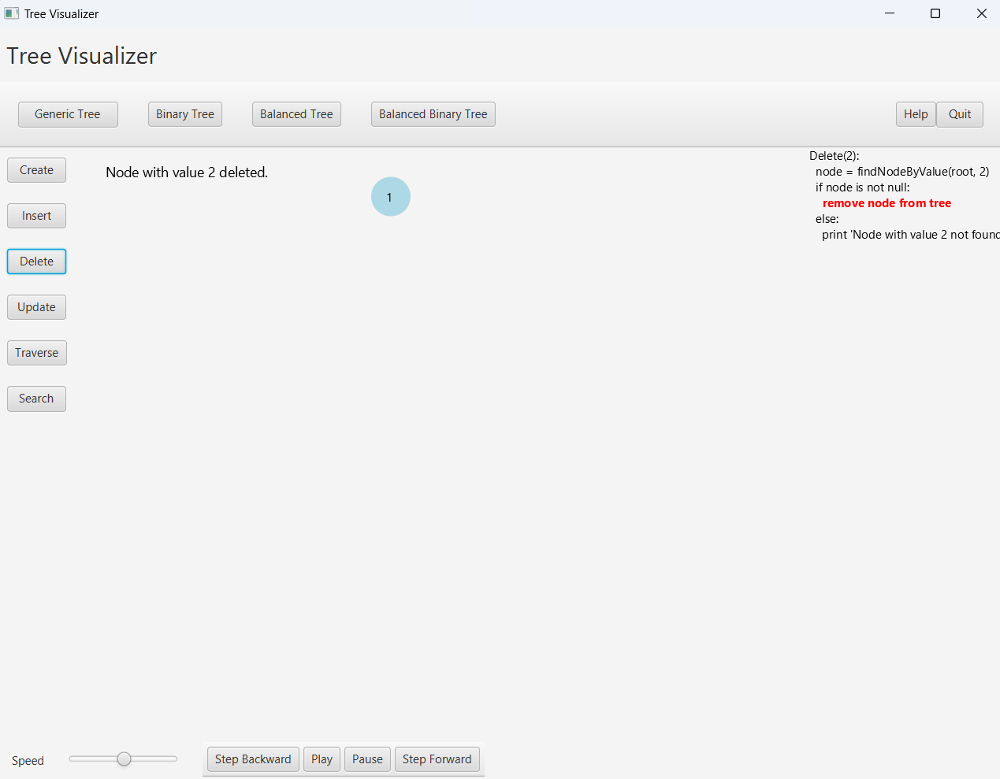 Tree Visualizer
Tree Visualizer
Generic Tree Binary Tree Balanced Tree Balanced Binary Tree Help Quit
Create
Insert
Delete
Update
Traverse
Search
Node with value 2 deleted.
1
Delete(2):
node = findNodeByValue(root, 2)
if node is not null:
remove node from tree
else:
print 'Node with value 2 not found
Speed Step Backward Play Pause Step Forward